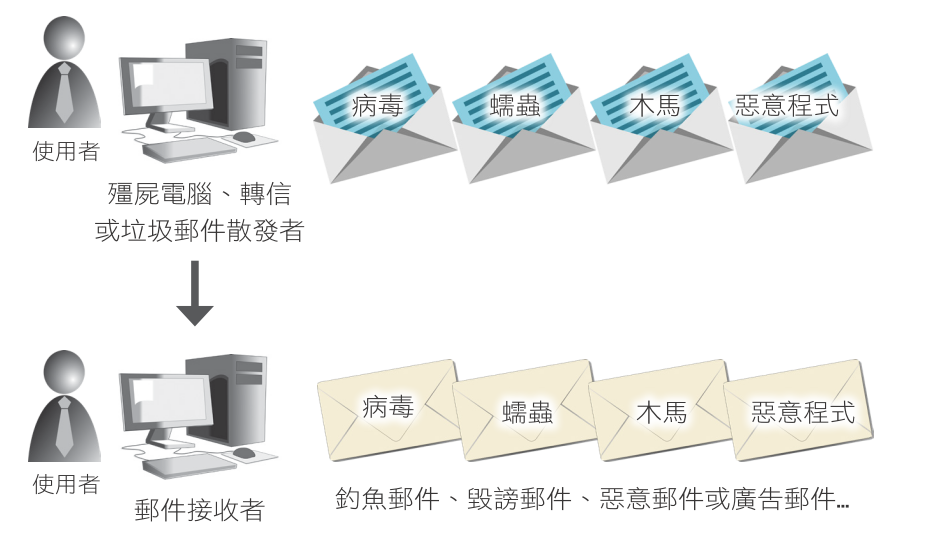 病毒
蠕蟲
木馬
惡意程式
使用者
殭屍電腦、轉信
或垃圾郵件散發者
病毒
蠕蟲
木馬
惡意程式
使用者
郵件接收者
釣魚郵件、毀謗郵件、惡意郵件或廣告郵件...